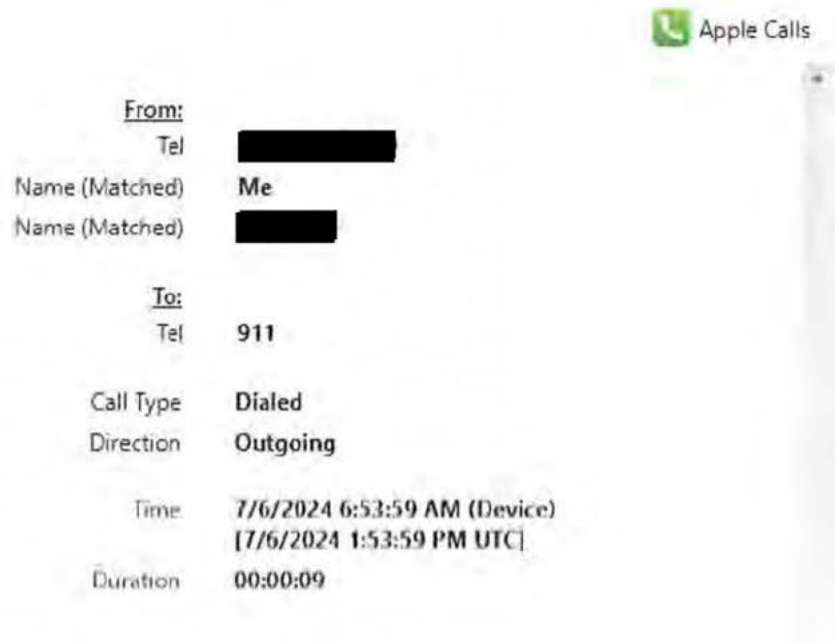 Apple Calls
From:
Tel
Name (Matched) Me
Name (Matched)
To:
Tel 911
Call Type Dialed
Direction Outgoing
Time 7/6/2024 6:53:59 AM (Device)
[7/6/2024 1:53:59 PM UTC]
Duration 00:00:09